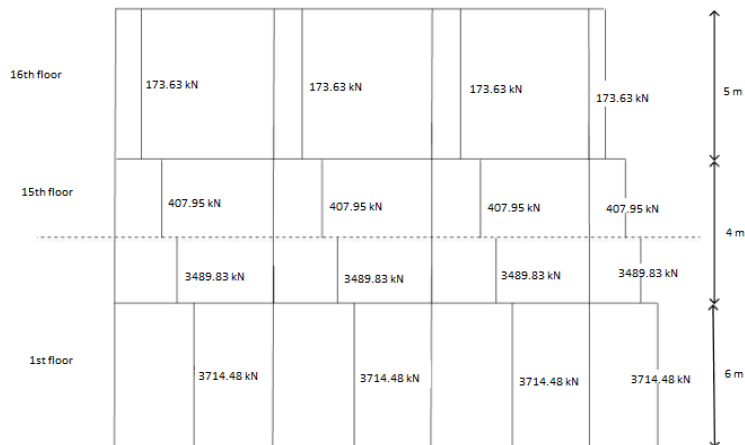 16th floor
173.63 kN
173.63 kN
173.63 kN
173.63 kN
5 m
15th floor
407.95 kN
407.95 kN
407.95 kN
407.95 kN
4 m
3489.83 kN
3489.83 kN
3489.83 kN
3489.83 kN
1st floor
3714.48 kN
3714.48 kN
3714.48 kN
3714.48 kN
6 m